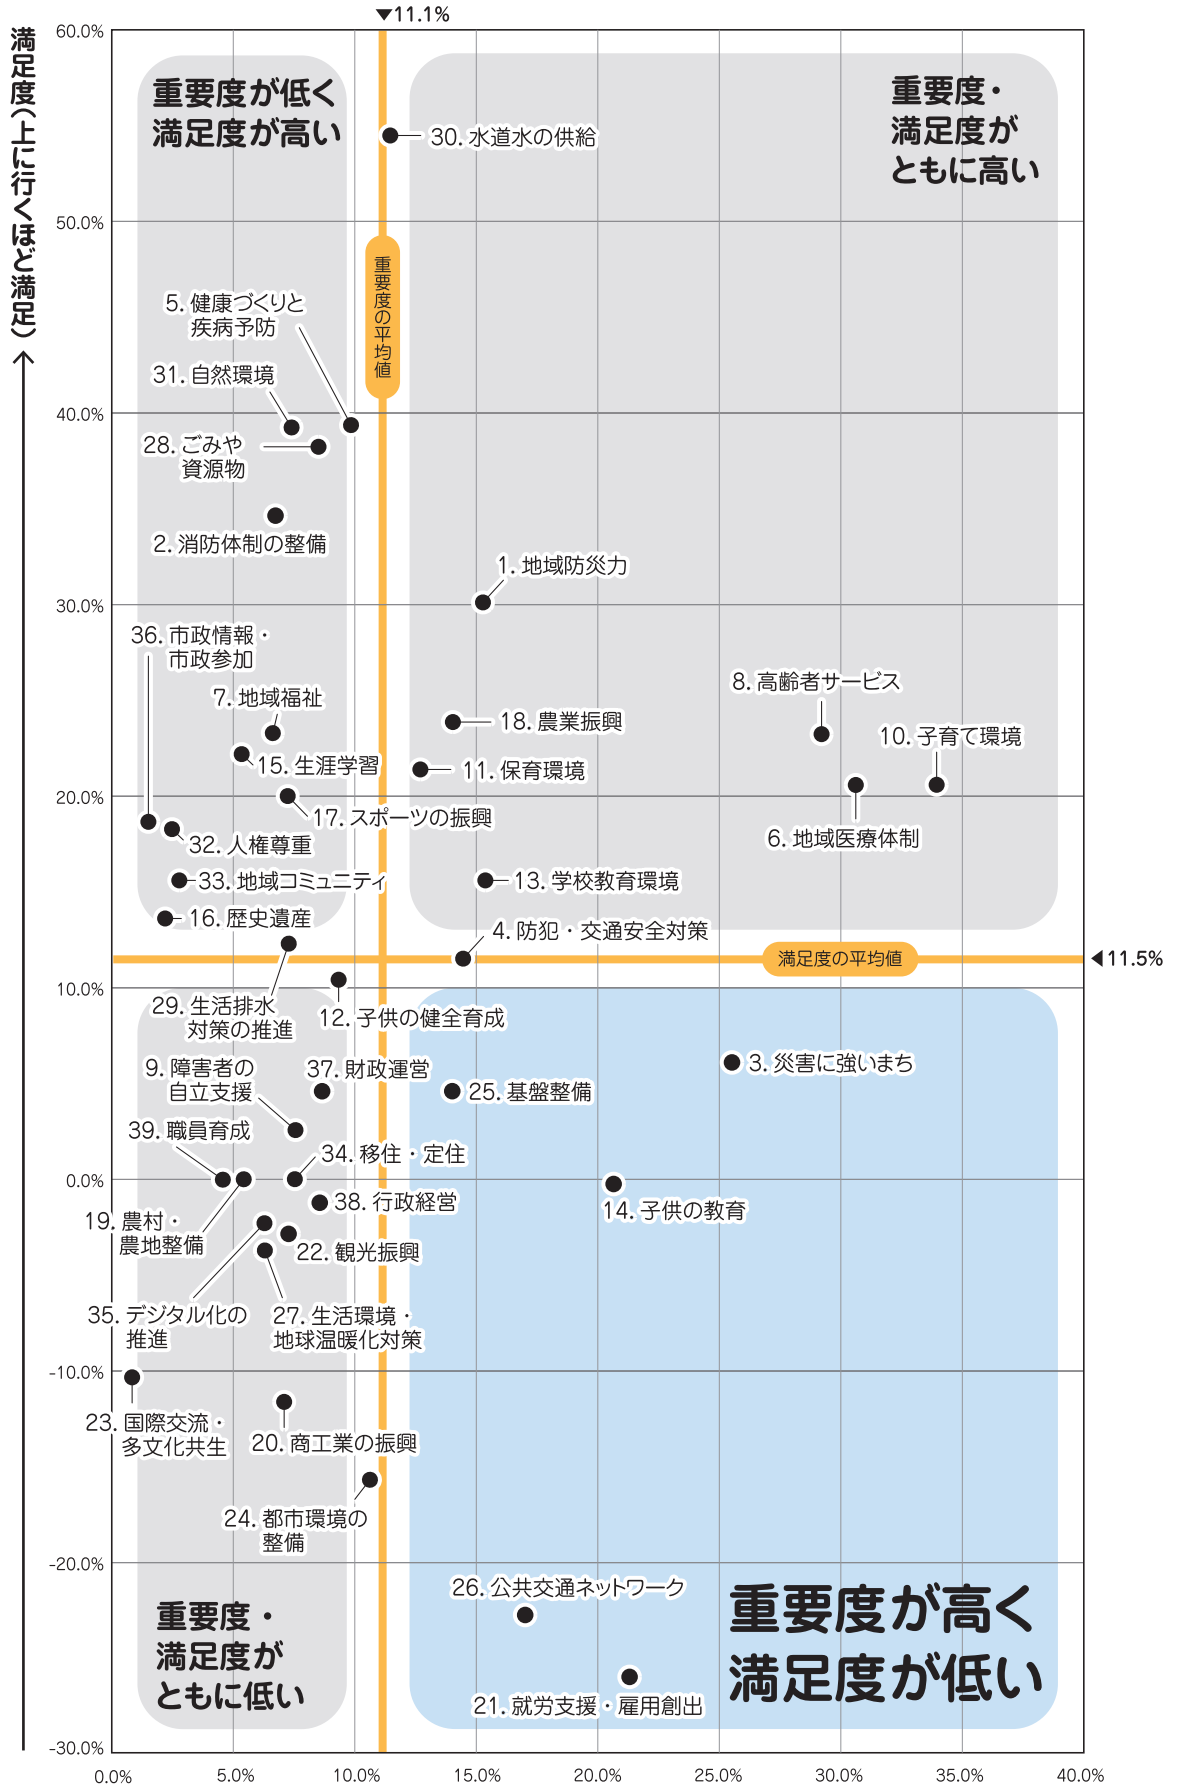 ▼11.1%
満足度(上に行くほど満足)
60.0%
50.0%
40.0%
30.0%
20.0%
10.0%
0.0%
-10.0%
-20.0%
-30.0%
重要度が低く
満足度が高い
重要度・
満足度が
ともに高い
30. 水道水の供給
重要度の平均値
5. 健康づくりと
疾病予防
31. 自然環境
28. ごみや
資源物
2. 消防体制の整備
1. 地域防災力
36. 市政情報・
市政参加
7. 地域福祉
8. 高齢者サービス
18. 農業振興
10. 子育て環境
15. 生涯学習
11. 保育環境
17. スポーツの振興
6. 地域医療体制
32. 人権尊重
33. 地域コミュニティ
13. 学校教育環境
16. 歴史遺産
4. 防犯・交通安全対策
満足度の平均値
◀11.5%
29. 生活排水
対策の推進
12. 子供の健全育成
9. 障害者の
自立支援
37. 財政運営
3. 災害に強いまち
25. 基盤整備
39. 職員育成
34. 移住・定住
38. 行政経営
14. 子供の教育
19. 農村・
農地整備
22. 観光振興
35. デジタル化の
推進
27. 生活環境・
地球温暖化対策
23. 国際交流・
多文化共生
20. 商工業の振興
24. 都市環境の
整備
26. 公共交通ネットワーク
21. 就労支援・雇用創出
重要度・
満足度が
ともに低い
重要度が高く
満足度が低い
0.0%
5.0%
10.0%
15.0%
20.0%
25.0%
30.0%
35.0%
40.0%